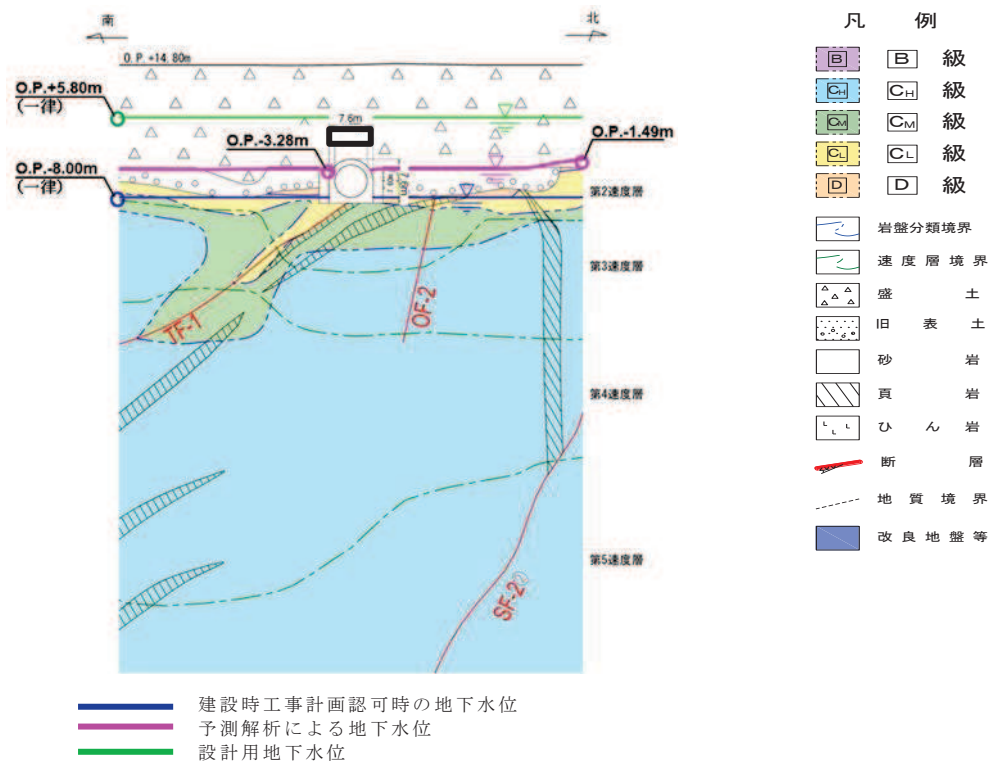 南
北
O.P.+14.80m
O.P.+5.80m
(一律)
7.6m
O.P.-3.28m
O.P.-1.49m
O.P.-8.00m
(一律)
第2速度層
第3速度層
TF-1
OF-2
第4速度層
第5速度層
SF-2②
凡 例
B B 級
CH CH 級
CM CM 級
CL CL 級
D D 級
岩盤分類境界
速度層境界
盛土
旧表土
砂岩
頁岩
ひん岩
断層
地質境界
改良地盤等
建設時工事計画認可時の地下水位
予測解析による地下水位
設計用地下水位